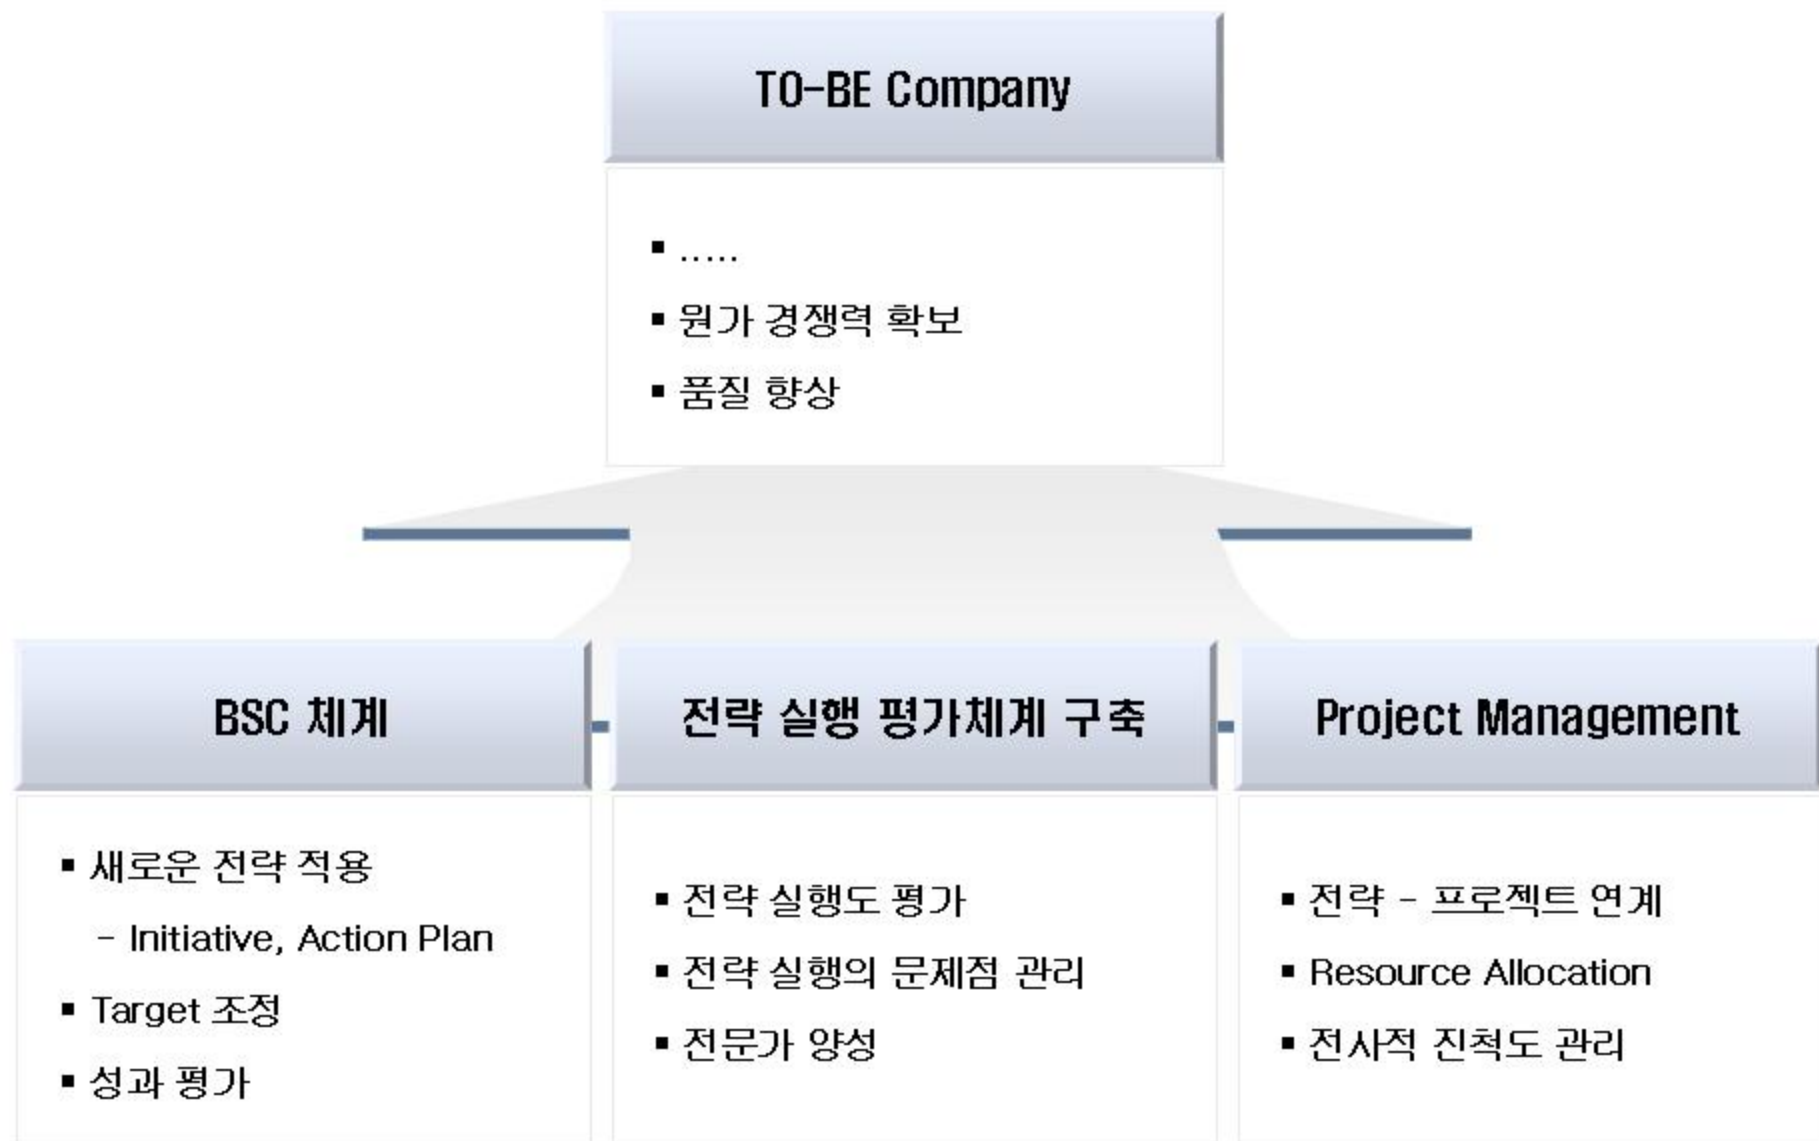 TO-BE Company
▪ .....
▪ 원가 경쟁력 확보
▪ 품질 향상
BSC 체계
▪ 새로운 전략 적용
- Initiative, Action Plan
▪ Target 조정
▪ 성과 평가
전략 실행 평가체계 구축
▪ 전략 실행도 평가
▪ 전략 실행의 문제점 관리
▪ 전문가 양성
Project Management
▪ 전략 - 프로젝트 연계
▪ Resource Allocation
▪ 전사적 진척도 관리